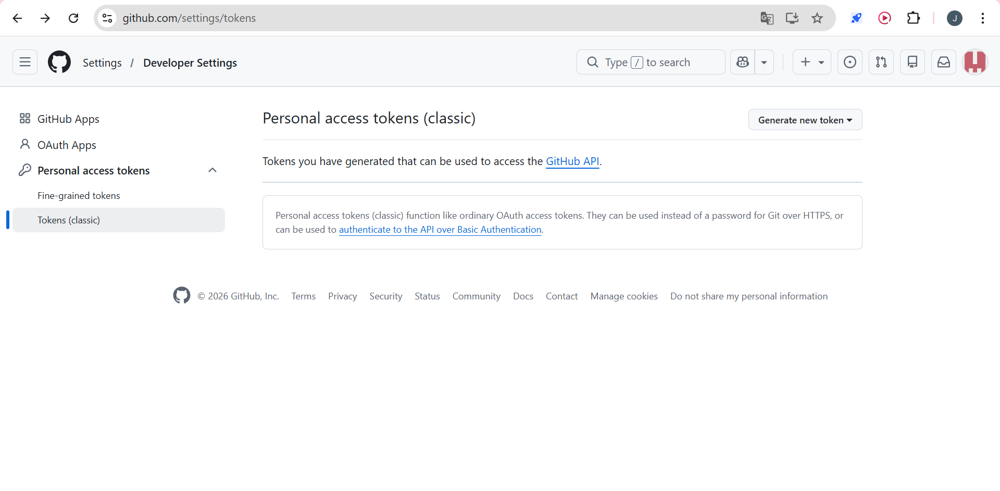 github.com/settings/tokens
J
Settings / Developer Settings
Type / to search
GitHub Apps
OAuth Apps
Personal access tokens
Fine-grained tokens
Tokens (classic)
Personal access tokens (classic)
Generate new token
Tokens you have generated that can be used to access the GitHub API.
Personal access tokens (classic) function like ordinary OAuth access tokens. They can be used instead of a password for Git over HTTPS, or
can be used to authenticate to the API over Basic Authentication.
© 2026 GitHub, Inc. Terms Privacy Security Status Community Docs Contact Manage cookies Do not share my personal information